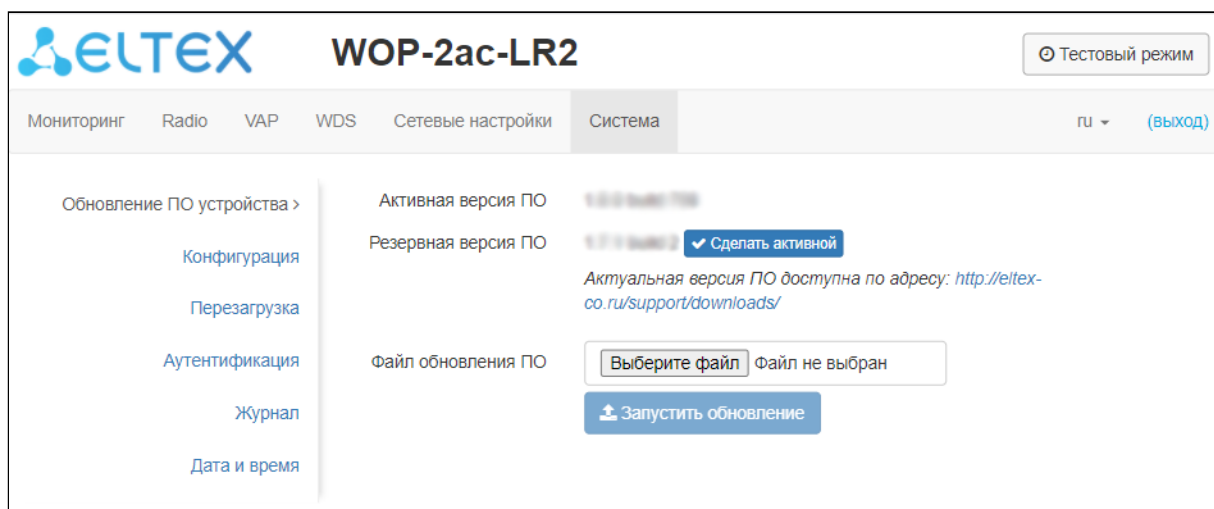 ELTEX WOP-2ac-LR2 Тестовый режим
Мониторинг Radio VAP WDS Сетевые настройки Система ru (выход)
Обновление ПО устройства >
Конфигурация
Перезагрузка
Аутентификация
Журнал
Дата и время
Активная версия ПО
Резервная версия ПО Сделать активной
Актуальная версия ПО доступна по адресу: http://eltex-
co.ru/support/downloads/
Файл обновления ПО Выберите файл Файл не выбран
Запустить обновление